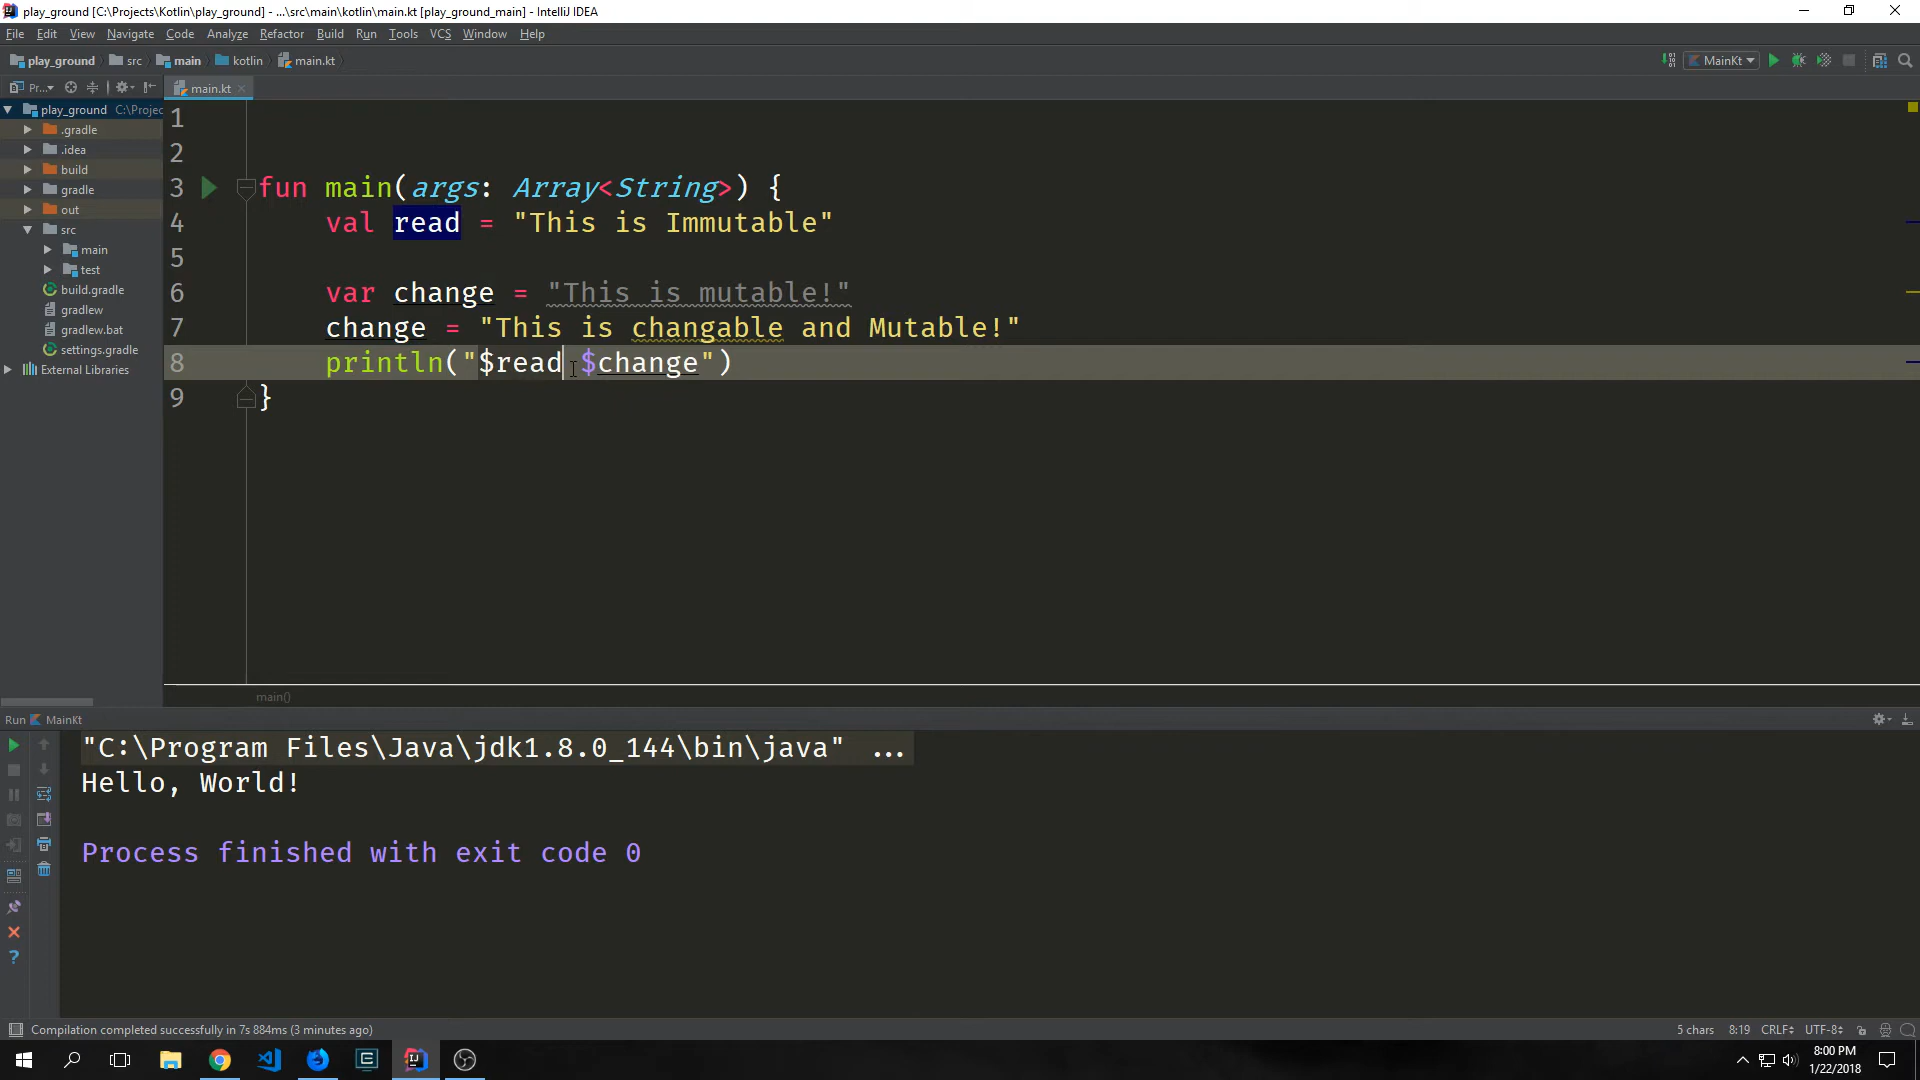 play_ground [C:\Projects\Kotlin\play_ground] - ...\src\main\kotlin\main.kt [play_ground_main] - IntelliJ IDEA
File Edit View Navigate Code Analyze Refactor Build Run Tools VCS Window Help
play_ground src main kotlin main.kt MainKt
Pr... main.kt
play_ground C:\Projec
.gradle
.idea
build
gradle
out
src
main
test
build.gradle
gradlew
gradlew.bat
settings.gradle
External Libraries
1
2
3 fun main(args: Array<String>) {
4 val read = "This is Immutable"
5
6 var change = "This is mutable!"
7 change = "This is changable and Mutable!"
8 println("$read $change")
9 }
main()
Run MainKt
"C:\Program Files\Java\jdk1.8.0_144\bin\java" ...
Hello, World!
Process finished with exit code 0
Compilation completed successfully in 7s 884ms (3 minutes ago) 5 chars 8:19 CRLF UTF-8
8:00 PM
1/22/2018